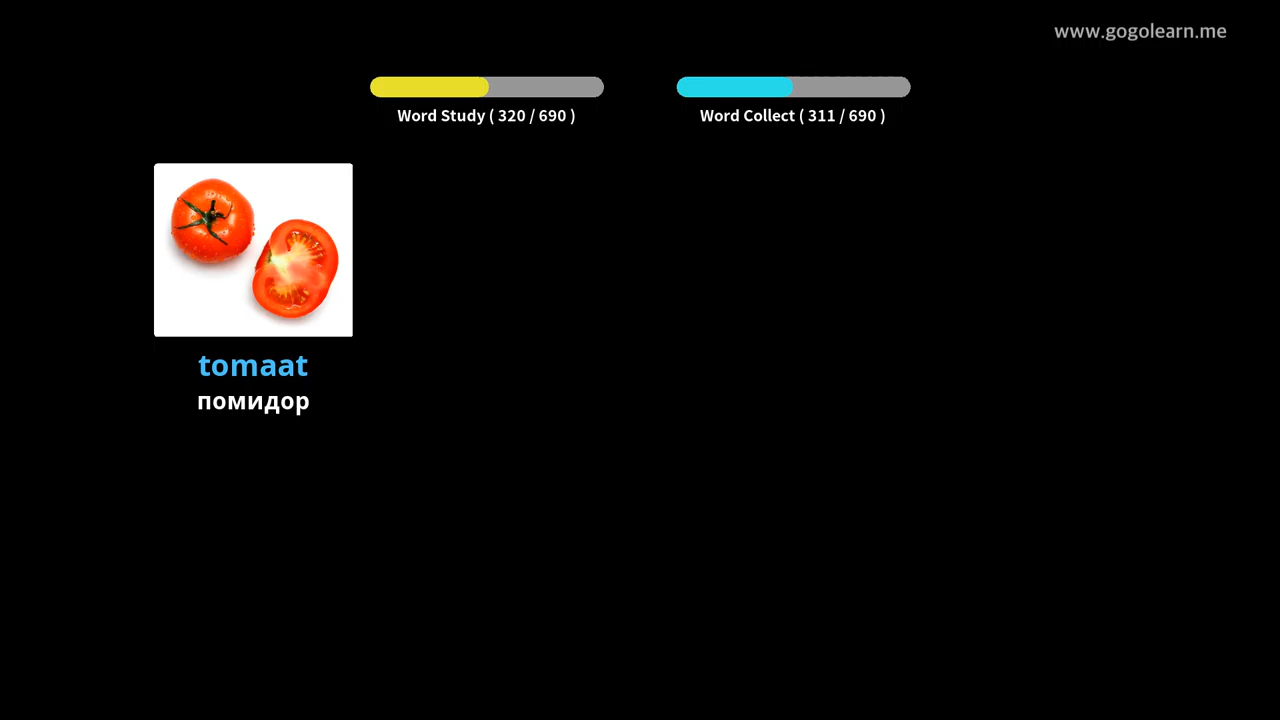 www.gogolearn.me
Word Study ( 320 / 690 )
Word Collect ( 311 / 690 )
tomaat
помидор